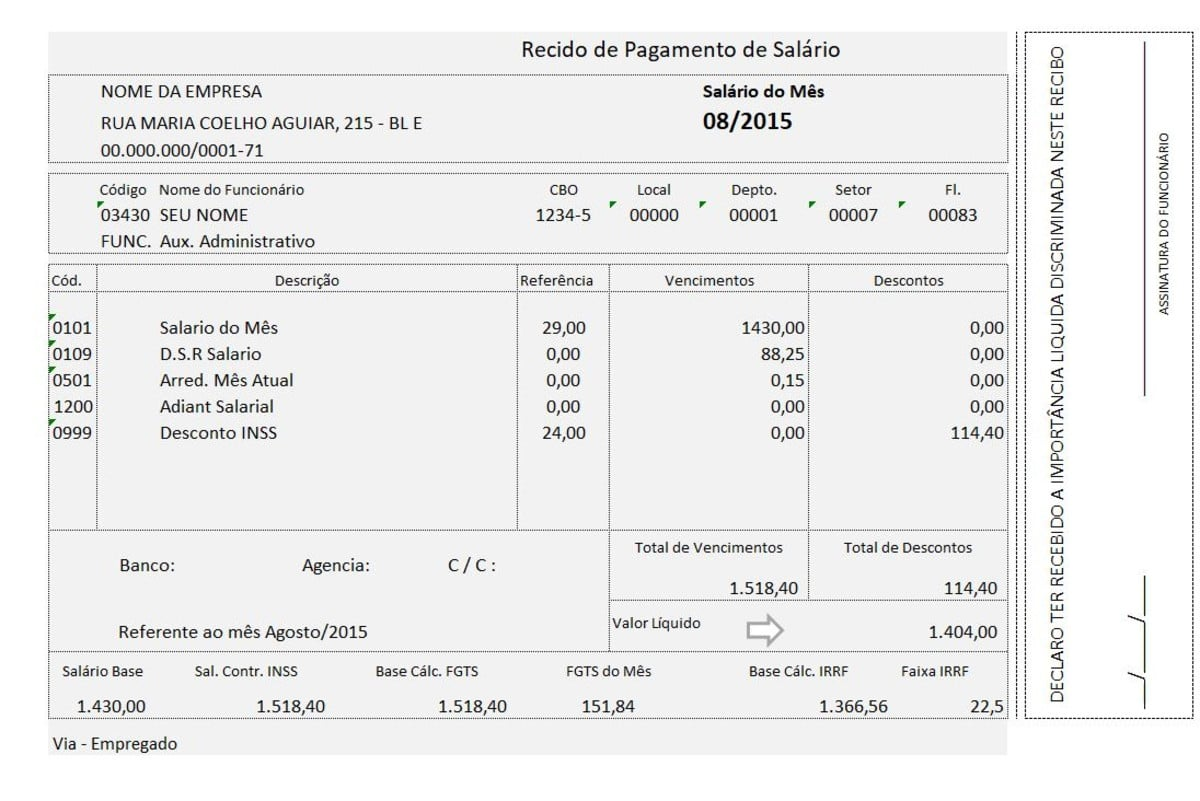 Recido de Pagamento de Salário
NOME DA EMPRESA Salário do Mês
RUA MARIA COELHO AGUIAR, 215 - BL E 08/2015
00.000.000/0001-71
Código Nome do Funcionário CBO Local Depto. Setor Fl.
03430 SEU NOME 1234-5 00000 00001 00007 00083
FUNC. Aux. Administrativo
Cód. Descrição Referência Vencimentos Descontos
0101 Salario do Mês 29,00 1430,00 0,00
0109 D.S.R Salario 0,00 88,25 0,00
0501 Arred. Mês Atual 0,00 0,15 0,00
1200 Adiant Salarial 0,00 0,00 0,00
0999 Desconto INSS 24,00 0,00 114,40
Total de Vencimentos Total de Descontos
Banco: Agencia: C / C :
1.518,40 114,40
Valor Líquido
Referente ao mês Agosto/2015 1.404,00
Salário Base Sal. Contr. INSS Base Cálc. FGTS FGTS do Mês Base Cálc. IRRF Faixa IRRF
1.430,00 1.518,40 1.518,40 151,84 1.366,56 22,5
Via - Empregado
DECLARO TER RECEBIDO A IMPORTÂNCIA LIQUIDA DISCRIMINADA NESTE RECIBO
ASSINATURA DO FUNCIONÁRIO